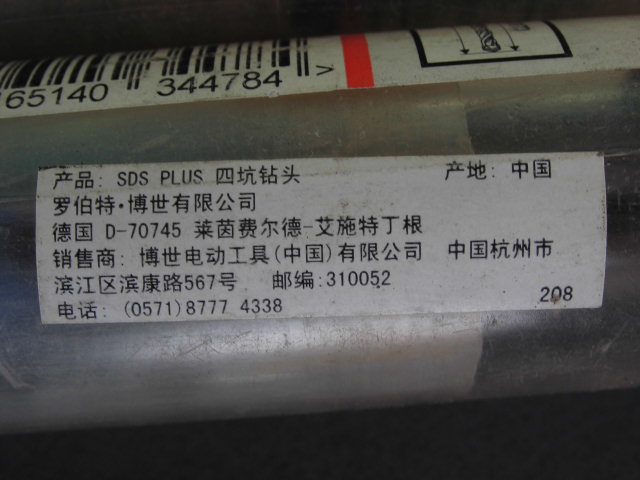 65140 344784 >
产品: SDS PLUS 四坑钻头 产地: 中国
罗伯特·博世有限公司
德国 D-70745 莱茵费尔德-艾施特丁根
销售商: 博世电动工具(中国)有限公司 中国杭州市
滨江区滨康路567号 邮编:310052
电话: (0571)8777 4338 208